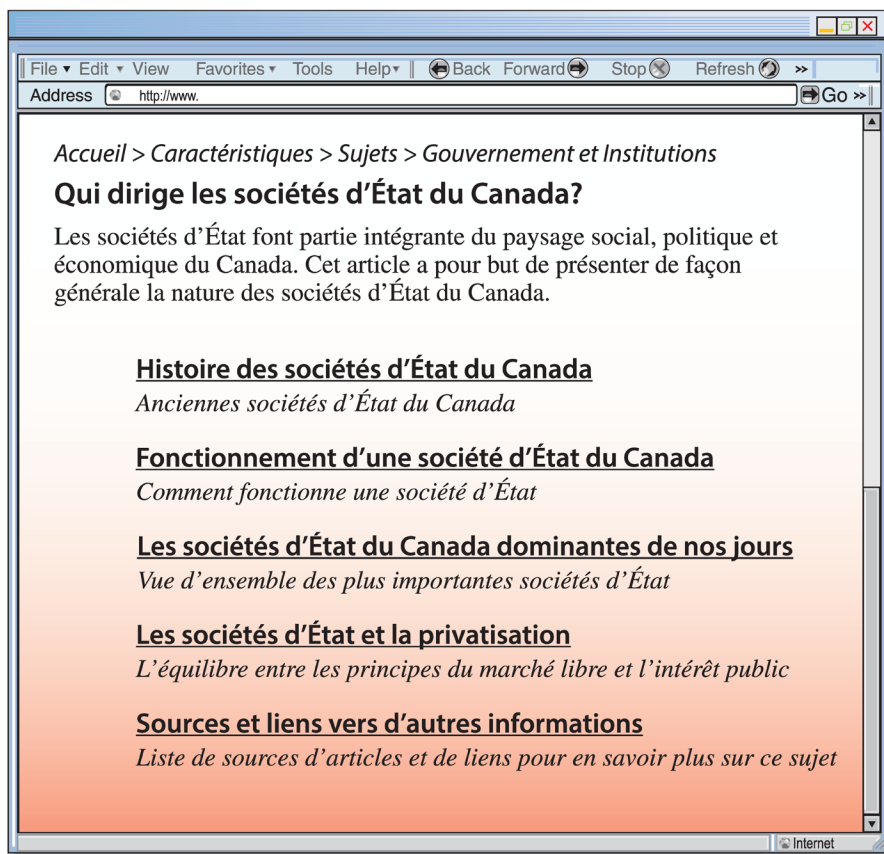 File Edit View Favorites Tools Help Back Forward Stop Refresh »
Address http://www. Go »
Accueil > Caractéristiques > Sujets > Gouvernement et Institutions
Qui dirige les sociétés d'État du Canada?
Les sociétés d'État font partie intégrante du paysage social, politique et
économique du Canada. Cet article a pour but de présenter de façon
générale la nature des sociétés d'État du Canada.
Histoire des sociétés d'État du Canada
Anciennes sociétés d'État du Canada
Fonctionnement d'une société d'État du Canada
Comment fonctionne une société d'État
Les sociétés d'État du Canada dominantes de nos jours
Vue d'ensemble des plus importantes sociétés d'État
Les sociétés d'État et la privatisation
L'équilibre entre les principes du marché libre et l'intérêt public
Sources et liens vers d'autres informations
Liste de sources d'articles et de liens pour en savoir plus sur ce sujet
Internet